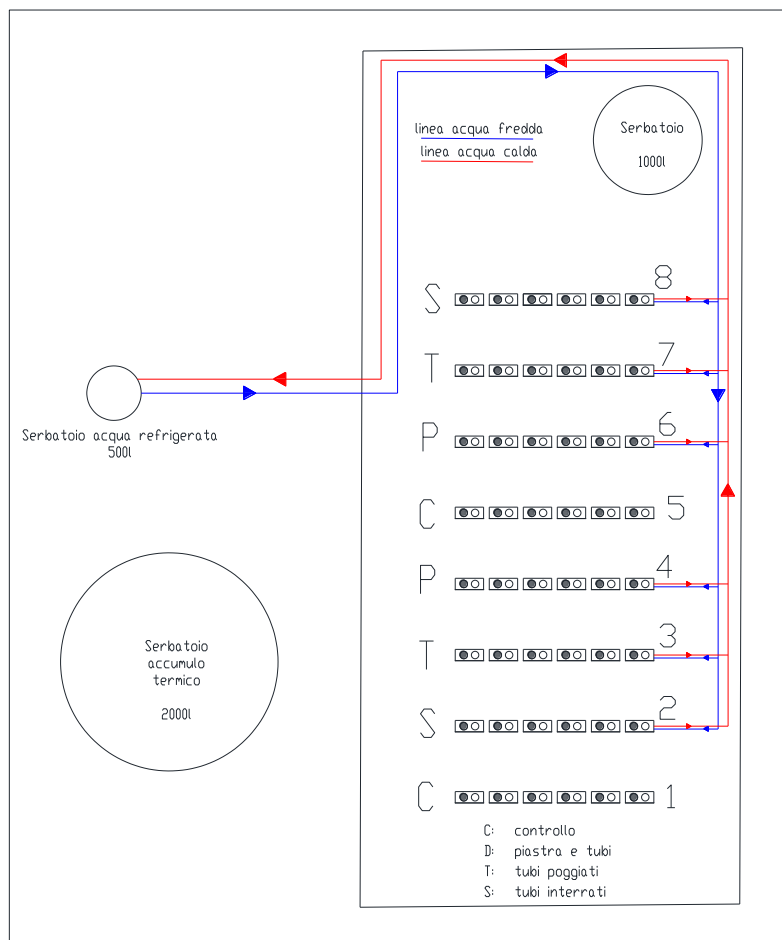 linea acqua fredda
linea acqua calda
Serbatoio
1000l
S 8
T 7
P 6
Serbatoio acqua refrigerata
500l
C 5
P 4
T 3
S 2
C 1
Serbatoio
accumulo
termico
2000l
C: controllo
D: piastra e tubi
T: tubi poggiati
S: tubi interrati